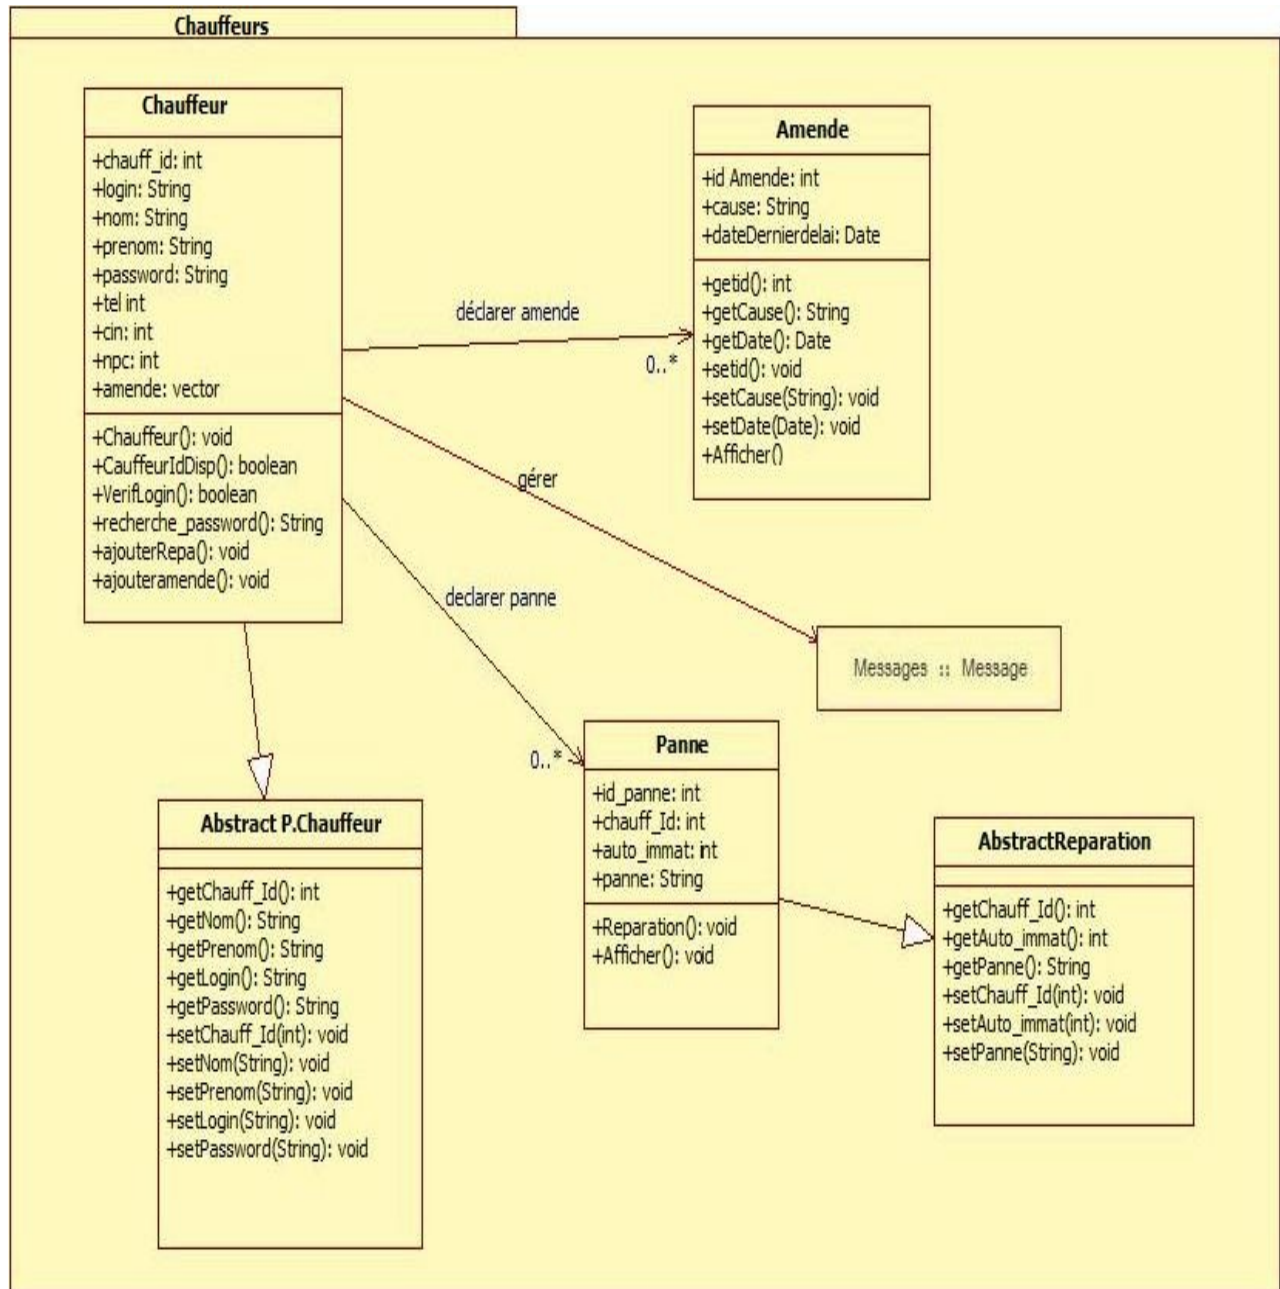 Chauffeurs
Chauffeur
+chauff_id: int
+login: String
+nom: String
+prenom: String
+password: String
+tel int
+cin: int
+npc: int
+amende: vector
+Chauffeur(): void
+CauffeurIdDisp(): boolean
+VerifLogin(): boolean
+recherche_password(): String
+ajouterRepa(): void
+ajouteramende(): void
déclarer amende
0..*
Amende
+id Amende: int
+cause: String
+dateDernierdelai: Date
+getid(): int
+getCause(): String
+getDate(): Date
+setid(): void
+setCause(String): void
+setDate(Date): void
+Afficher()
gérer
Messages :: Message
declarer panne
0..*
Panne
+id_panne: int
+chauff_Id: int
+auto_immat: int
+panne: String
+Reparation(): void
+Afficher(): void
Abstract P.Chauffeur
+getChauff_Id(): int
+getNom(): String
+getPrenom(): String
+getLogin(): String
+getPassword(): String
+setChauff_Id(int): void
+setNom(String): void
+setPrenom(String): void
+setLogin(String): void
+setPassword(String): void
AbstractReparation
+getChauff_Id(): int
+getAuto_immat(): int
+getPanne(): String
+setChauff_Id(int): void
+setAuto_immat(int): void
+setPanne(String): void